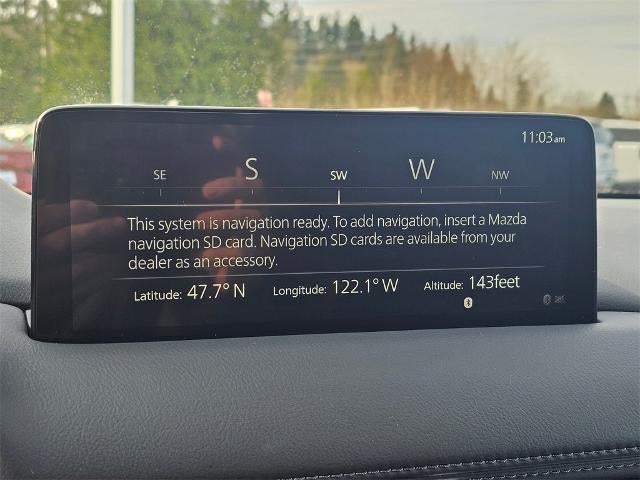 11:03am
SE S SW W NW
This system is navigation ready. To add navigation, insert a Mazda
navigation SD card. Navigation SD cards are available from your
dealer as an accessory.
Latitude: 47.7° N Longitude: 122.1° W Altitude: 143feet